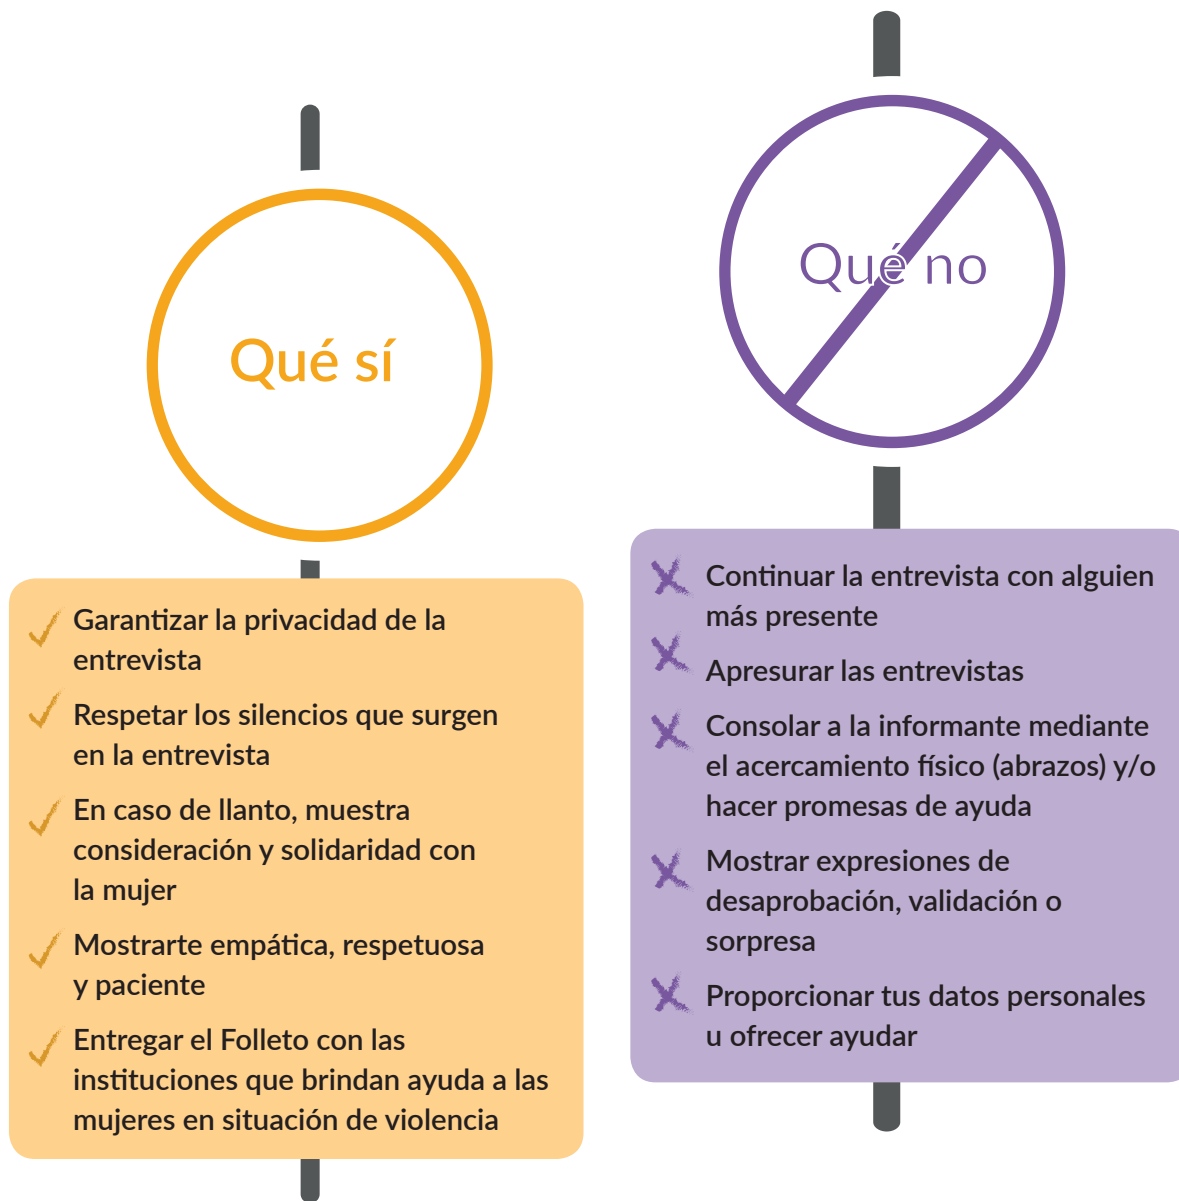 Qué sí
Garantizar la privacidad de la
entrevista
Respetar los silencios que surgen
en la entrevista
En caso de llanto, muestra
consideración y solidaridad con
la mujer
Mostrarte empática, respetuosa
y paciente
Entregar el Folleto con las
instituciones que brindan ayuda a las
mujeres en situación de violencia
Qué no
Continuar la entrevista con alguien
más presente
Apresurar las entrevistas
Consolar a la informante mediante
el acercamiento físico (abrazos) y/o
hacer promesas de ayuda
Mostrar expresiones de
desaprobación, validación o
sorpresa
Proporcionar tus datos personales
u ofrecer ayudar